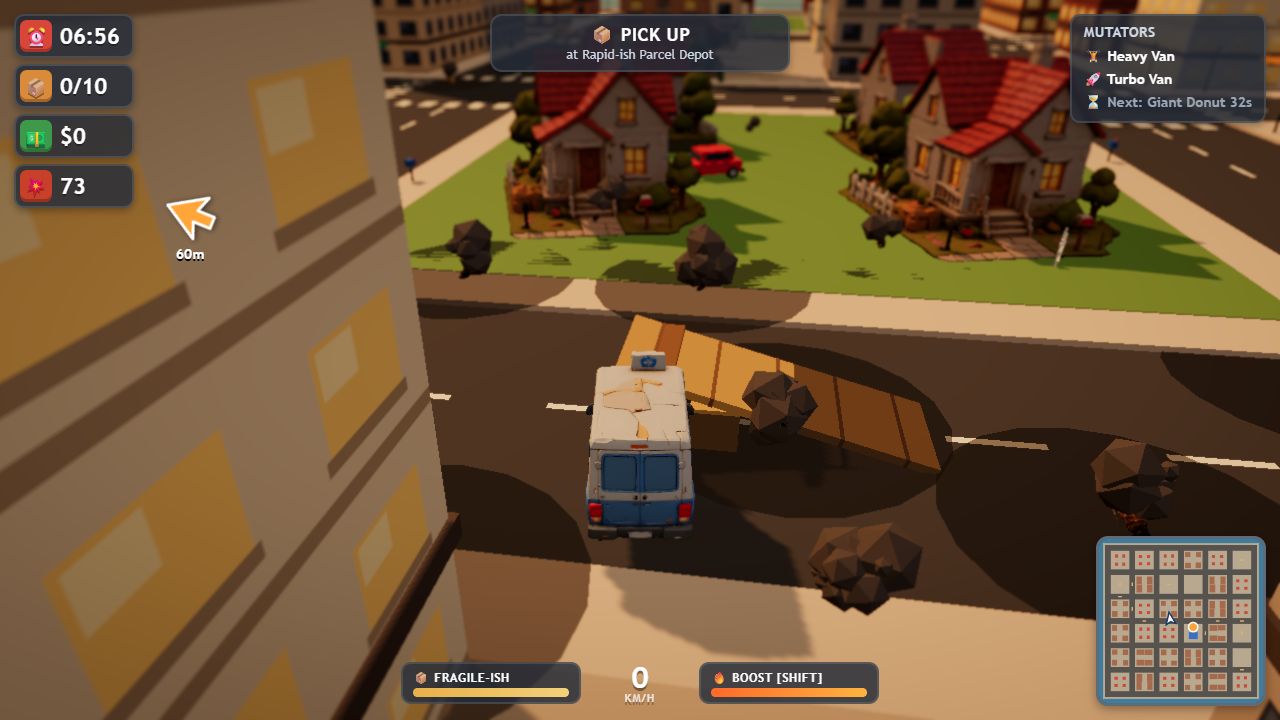 06:56
0/10
$0
73
60m
PICK UP
at Rapid-ish Parcel Depot
MUTATORS
Heavy Van
Turbo Van
Next: Giant Donut 32s
FRAGILE-ISH
0
KM/H
BOOST [SHIFT]